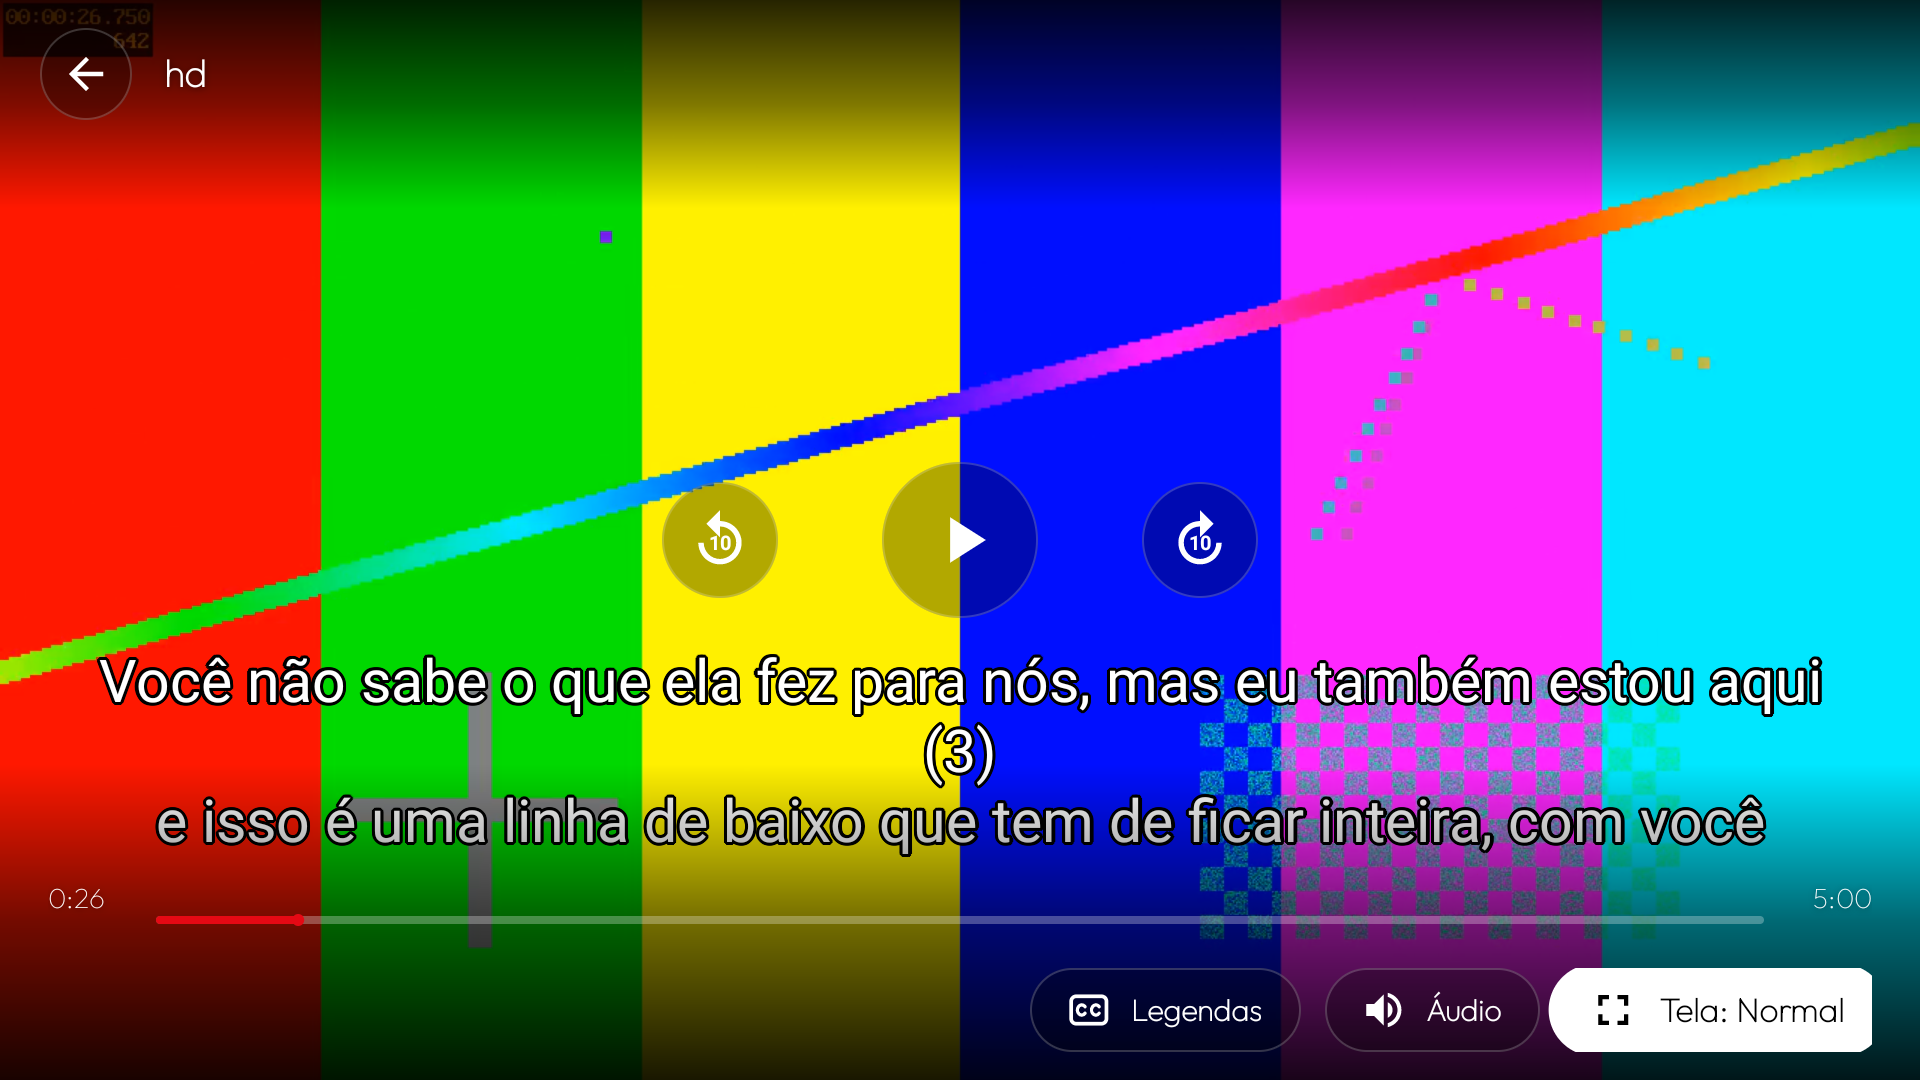 00:00:26.750
642
hd
10
10
Você não sabe o que ela fez para nós, mas eu também estou aqui
(3)
e isso é uma linha de baixo que tem de ficar inteira, com você
0:26
5:00
CC Legendas
Áudio
Tela: Normal